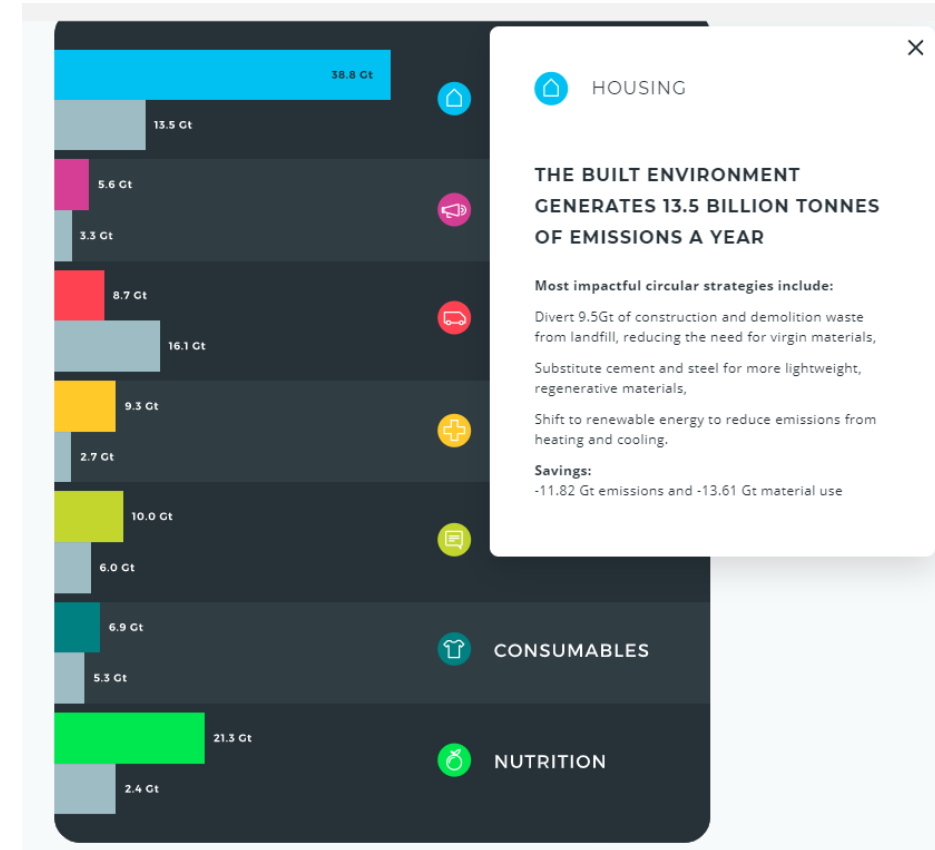 38.8 Gt
13.5 Gt
5.6 Gt
3.3 Gt
8.7 Gt
16.1 Gt
9.3 Gt
2.7 Gt
10.0 Gt
6.0 Gt
6.9 Gt
5.3 Gt
CONSUMABLES
21.3 Gt
2.4 Gt
NUTRITION
HOUSING
THE BUILT ENVIRONMENT
GENERATES 13.5 BILLION TONNES
OF EMISSIONS A YEAR
Most impactful circular strategies include:
Divert 9.5Gt of construction and demolition waste
from landfill, reducing the need for virgin materials,
Substitute cement and steel for more lightweight,
regenerative materials,
Shift to renewable energy to reduce emissions from
heating and cooling.
Savings:
-11.82 Gt emissions and -13.61 Gt material use